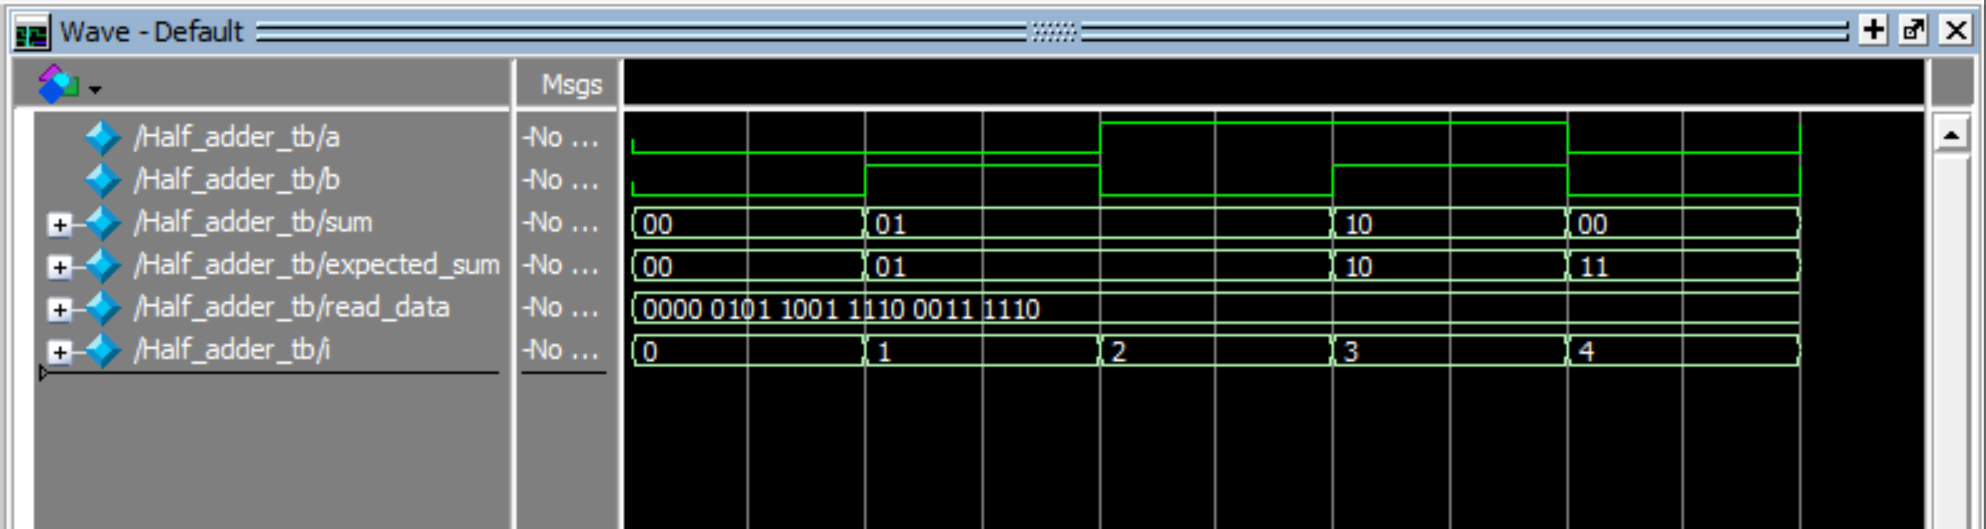 Wave - Default
Msgs
/Half_adder_tb/a -No ...
/Half_adder_tb/b -No ...
/Half_adder_tb/sum -No ... 00 01 10 00
/Half_adder_tb/expected_sum -No ... 00 01 10 11
/Half_adder_tb/read_data -No ... 0000 0101 1001 1110 0011 1110
/Half_adder_tb/i -No ... 0 1 2 3 4